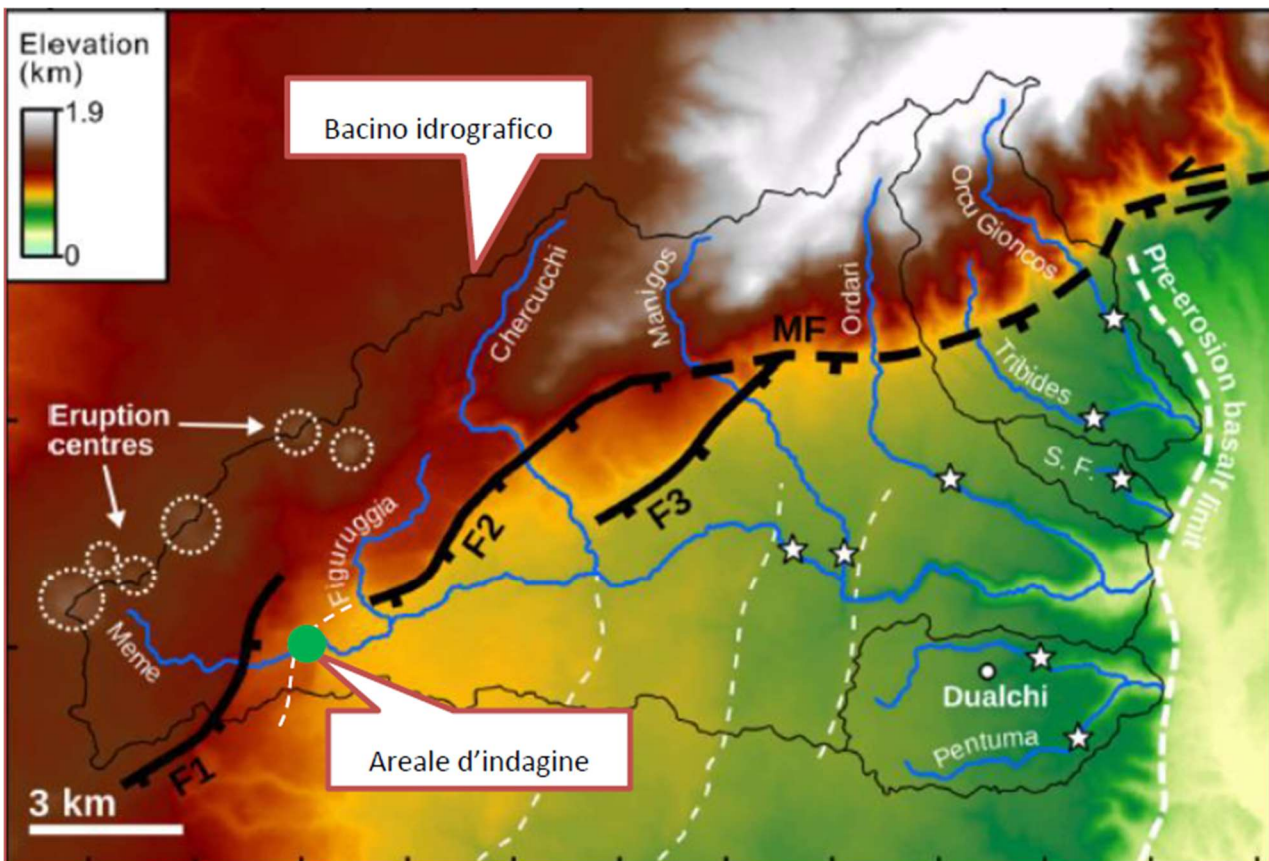 Elevation
(km)
1.9
0
Bacino idrografico
Orcu Gioncos
Chercucchi
Manigos
Ordari
MF
Pre-erosion basalt limit
Tribides
Eruption
centres
S. F.
F3
F2
Figuruggia
Meme
Dualchi
Pentuma
Areale d'indagine
F1
3 km